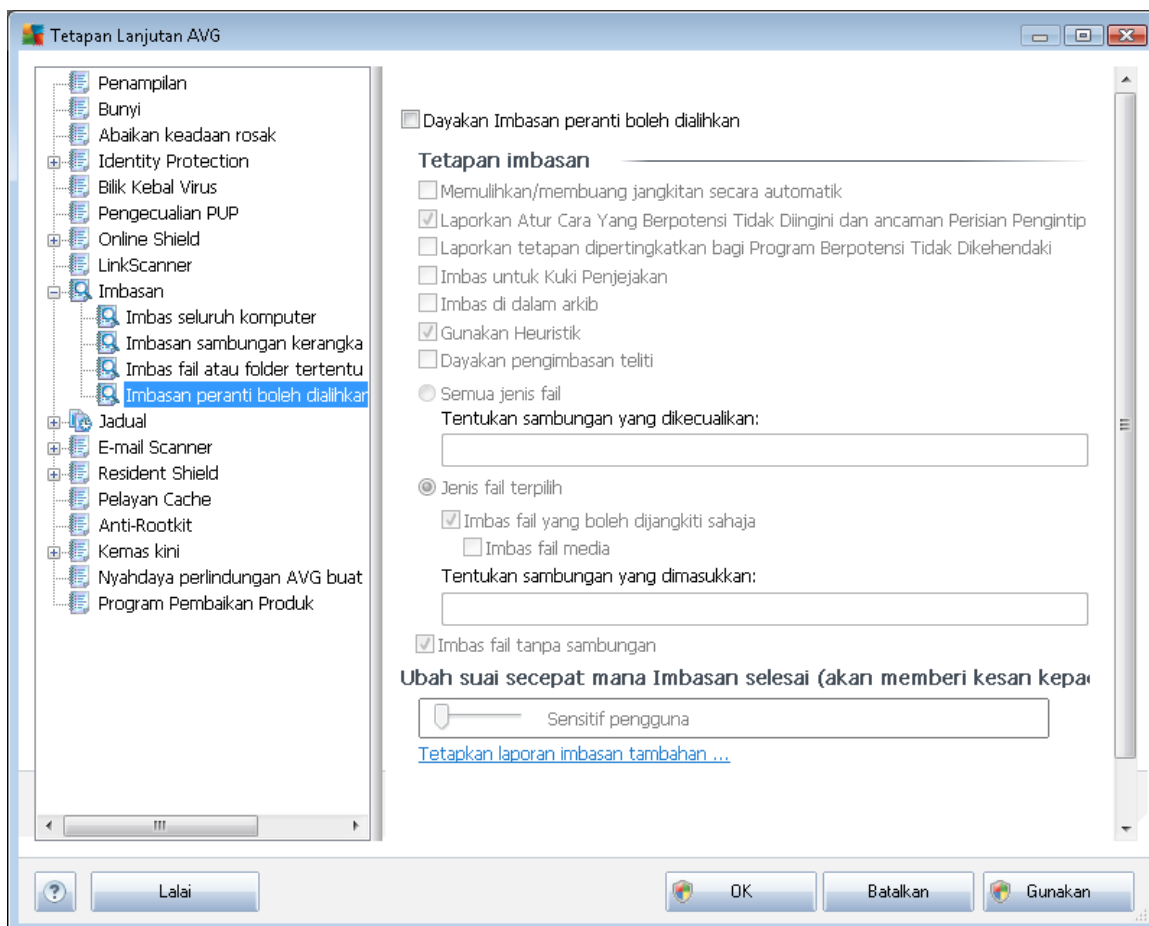 Tetapan Lanjutan AVG
Penampilan
Bunyi
Abaikan keadaan rosak
Identity Protection
Bilik Kebal Virus
Pengecualian PUP
Online Shield
LinkScanner
Imbasan
Imbas seluruh komputer
Imbasan sambungan kerangka
Imbas fail atau folder tertentu
Imbasan peranti boleh dialihkan
Jadual
E-mail Scanner
Resident Shield
Pelayan Cache
Anti-Rootkit
Kemas kini
Nyahdaya perlindungan AVG buat
Program Pembaikan Produk
Dayakan Imbasan peranti boleh dialihkan
Tetapan imbasan
Memulihkan/membuang jangkitan secara automatik
Laporkan Atur Cara Yang Berpotensi Tidak Diingini dan ancaman Perisian Pengintip
Laporkan tetapan dipertingkatkan bagi Program Berpotensi Tidak Dikehendaki
Imbas untuk Kuki Penjejakan
Imbas di dalam arkib
Gunakan Heuristik
Dayakan pengimbasan teliti
Semua jenis fail
Tentukan sambungan yang dikecualikan:
Jenis fail terpilih
Imbas fail yang boleh dijangkiti sahaja
Imbas fail media
Tentukan sambungan yang dimasukkan:
Imbas fail tanpa sambungan
Ubah suai secepat mana Imbasan selesai (akan memberi kesan kepa
Sensitif pengguna
Tetapkan laporan imbasan tambahan ...
Lalai
OK
Batalkan
Gunakan